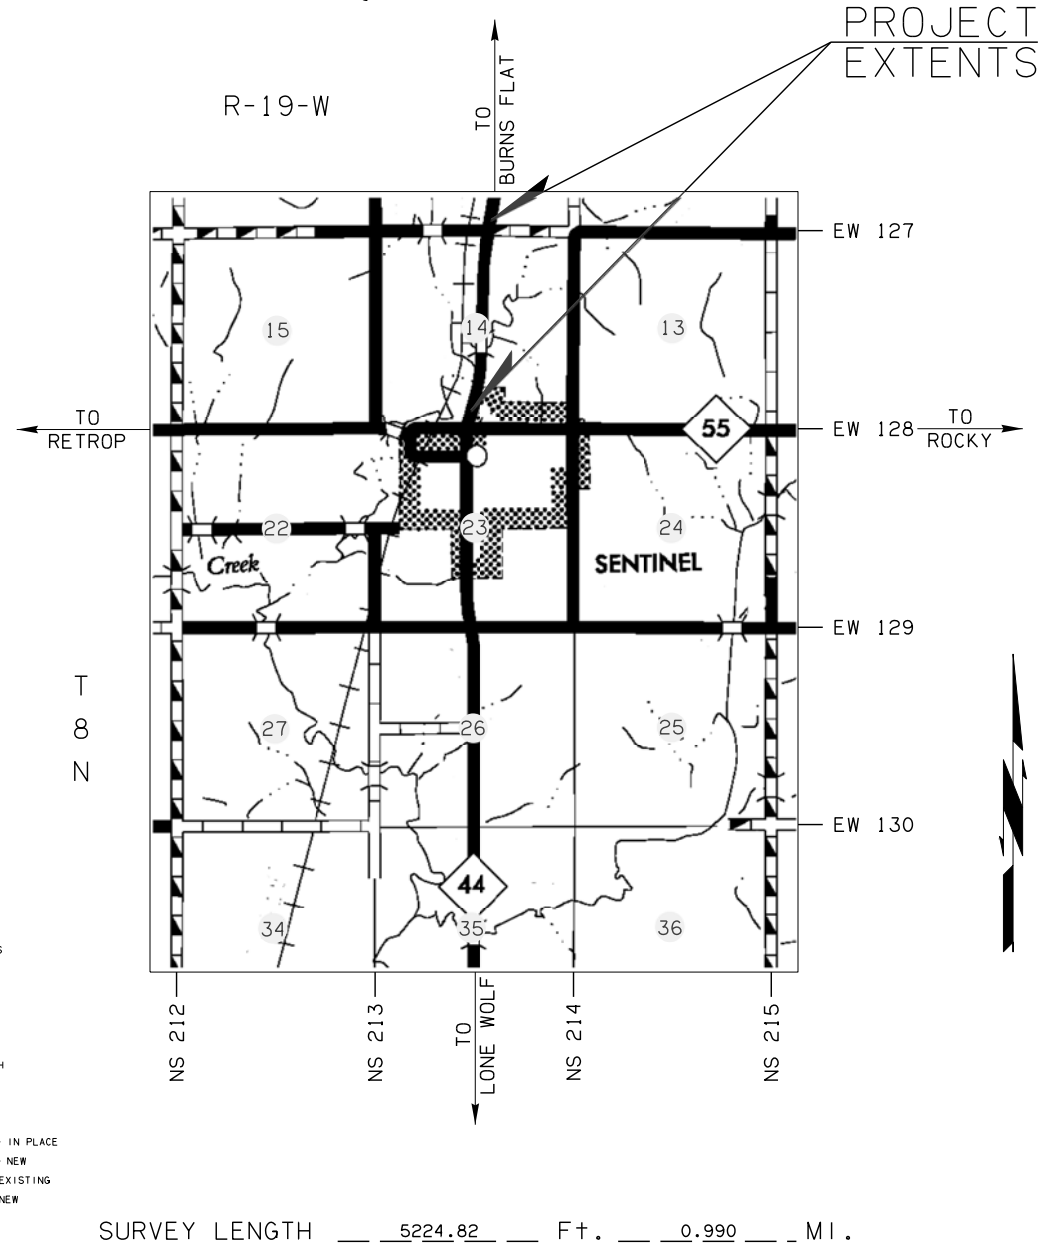 PROJECT
EXTENTS
R-19-W
TO
BURNS FLAT
EW 127
15
14
13
TO
RETROP
55
EW 128
TO
ROCKY
22
23
24
Creek
SENTINEL
EW 129
T
8
N
27
26
25
EW 130
44
34
35
36
NS 212
NS 213
TO
LONE WOLF
NS 214
NS 215
IN PLACE
NEW
EXISTING
NEW
SURVEY LENGTH 5224.82 Ft. 0.990 MI.